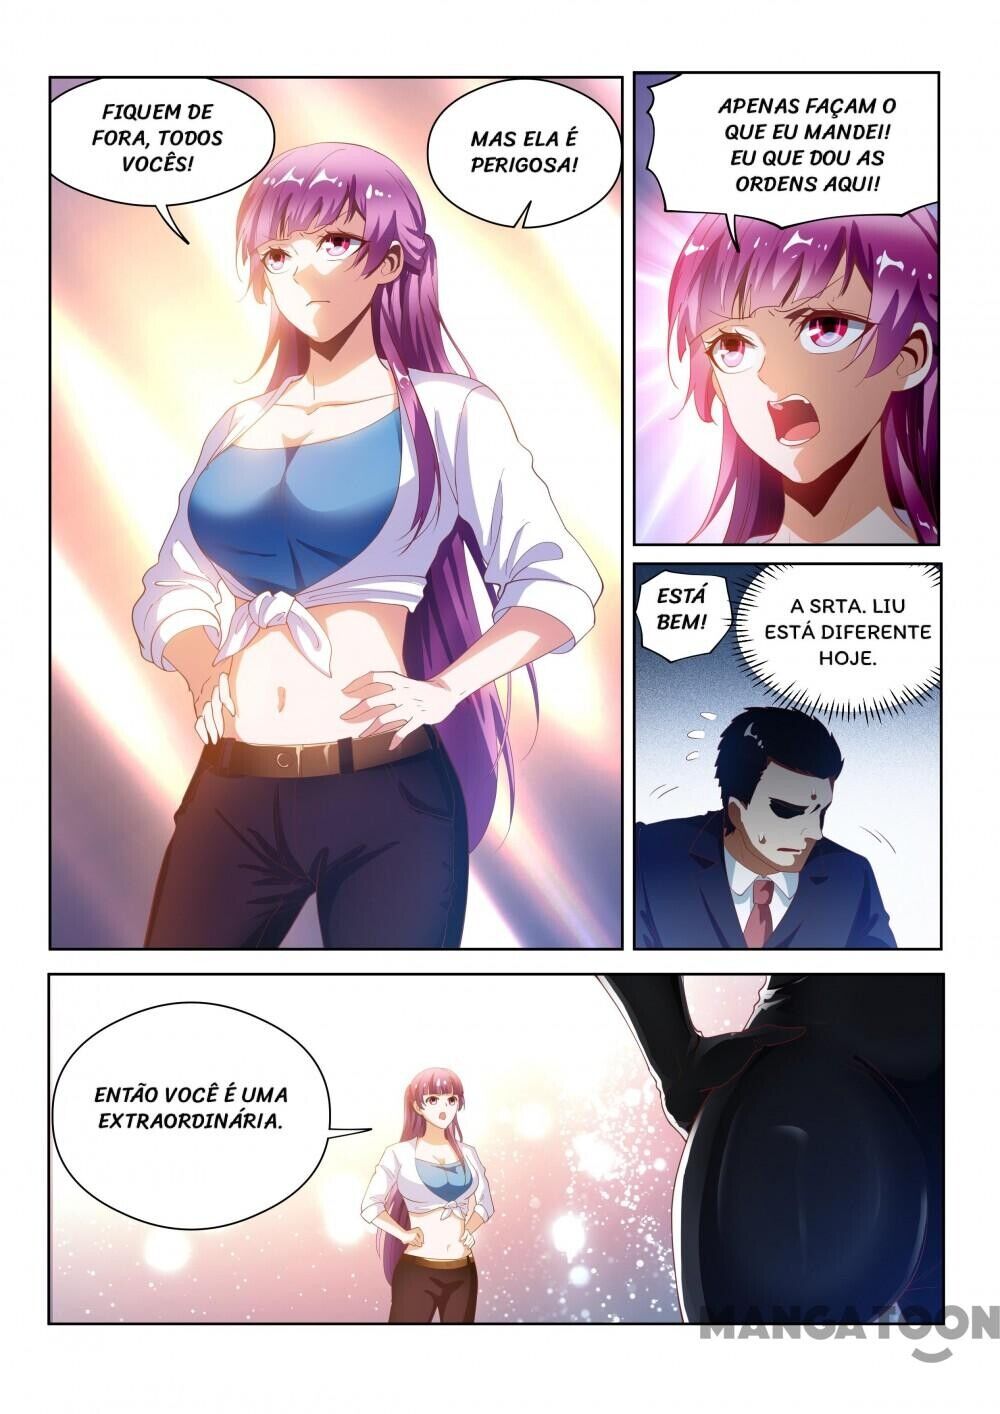 FIQUEM DE
FORA, TODOS
VOCÊS!
MAS ELA É
PERIGOSA!
APENAS FAÇAM O
QUE EU MANDEI!
EU QUE DOU AS
ORDENS AQUI!
ESTÁ
BEM!
A SRTA. LIU
ESTÁ DIFERENTE
HOJE.
ENTÃO VOCÊ É UMA
EXTRAORDINÁRIA.
MANGATOON